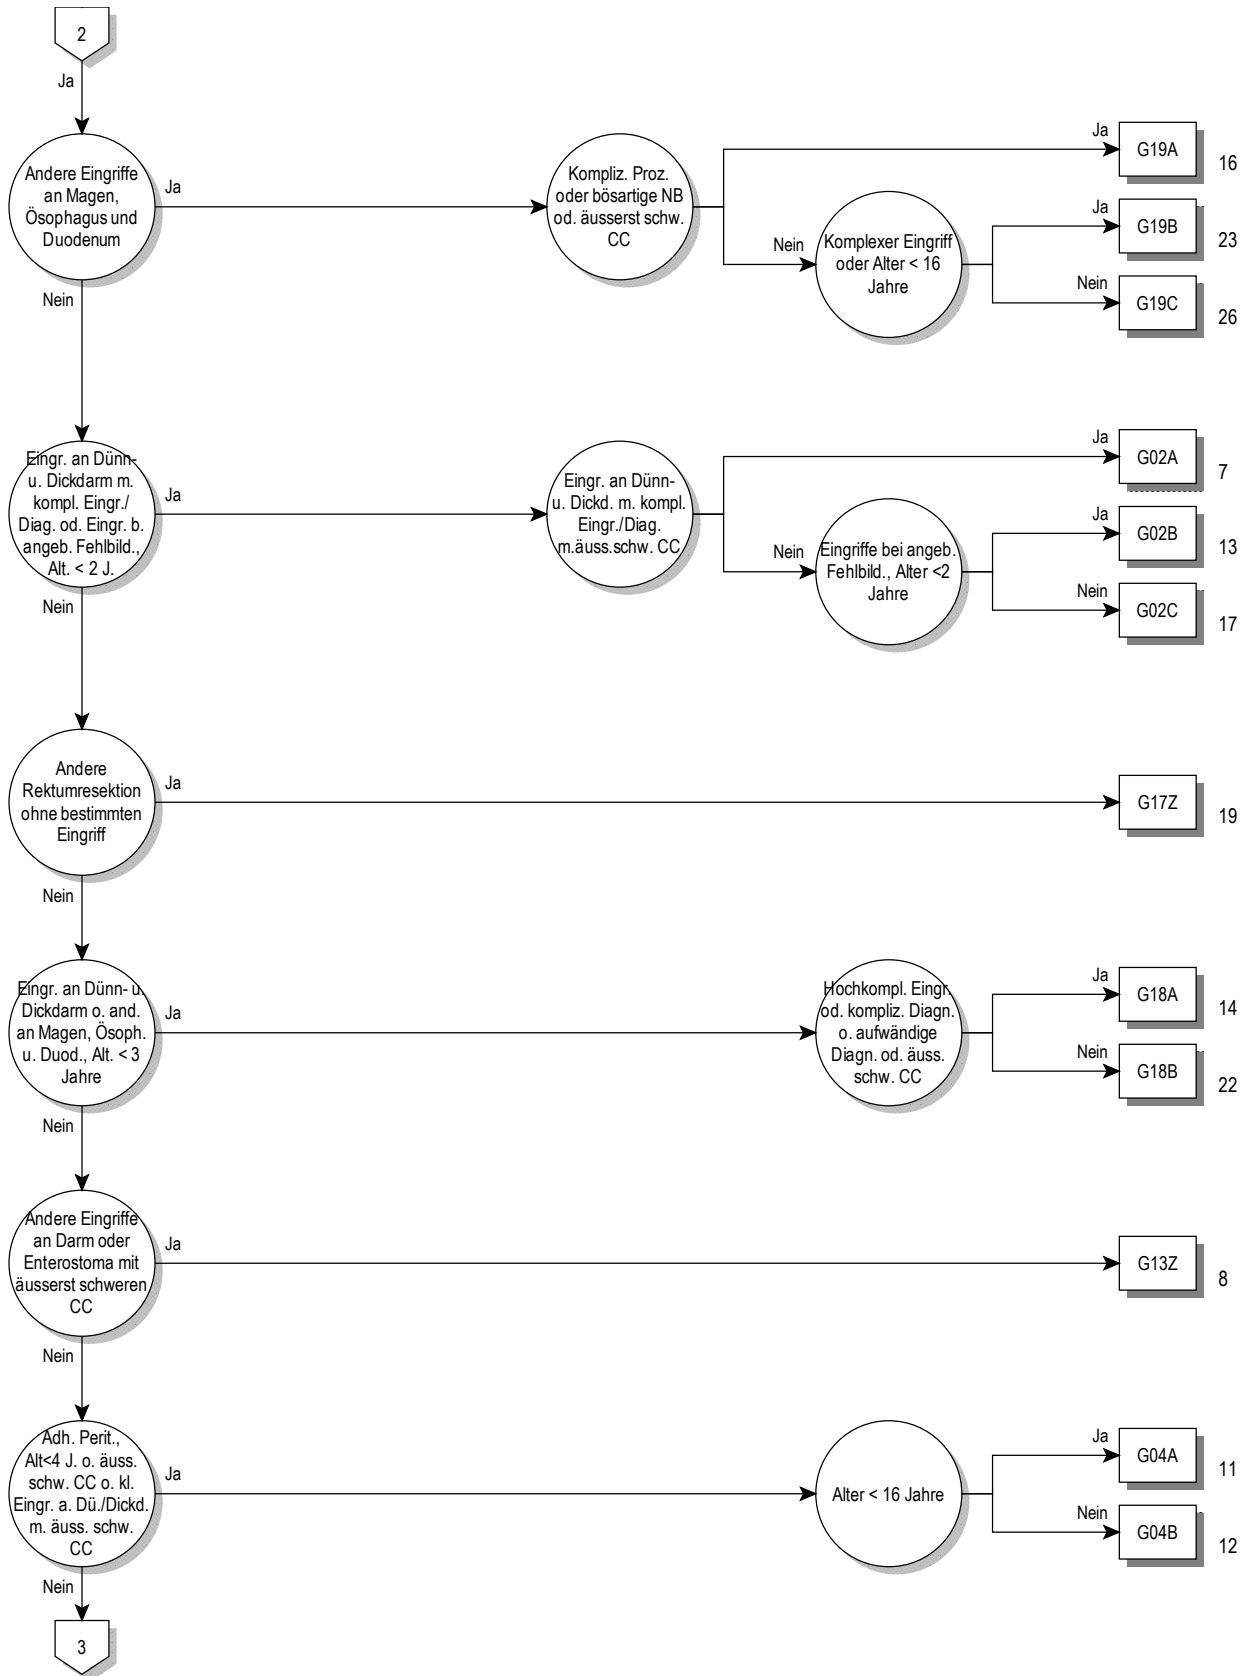 2
Ja
Andere Eingriffe
an Magen,
Ösophagus und
Duodenum
Ja
Kompliz. Proz.
oder bösartige NB
od. äusserst schw.
CC
Ja
G19A
16
Nein
Komplexer Eingriff
oder Alter < 16
Jahre
Ja
G19B
23
Nein
G19C
26
Nein
Eingr. an Dünn-
u. Dickdarm m.
kompl. Eingr./
Diag. od. Eingr. b.
angeb. Fehlbild.,
Alt. < 2 J.
Ja
Eingr. an Dünn-
u. Dickd. m. kompl.
Eingr./Diag.
m.äuss.schw. CC
Ja
G02A
7
Nein
Eingriffe bei angeb.
Fehlbild., Alter <2
Jahre
Ja
G02B
13
Nein
G02C
17
Nein
Andere
Rektumresektion
ohne bestimmten
Eingriff
Ja
G17Z
19
Nein
Eingr. an Dünn- u.
Dickdarm o. and.
an Magen, Ösoph.
u. Duod., Alt. < 3
Jahre
Ja
Hochkompl. Eingr.
od. kompliz. Diagn.
o. aufwändige
Diagn. od. äuss.
schw. CC
Ja
G18A
14
Nein
G18B
22
Nein
Andere Eingriffe
an Darm oder
Enterostoma mit
äusserst schweren
CC
Ja
G13Z
8
Nein
Adh. Perit.,
Alt<4 J. o. äuss.
schw. CC o. kl.
Eingr. a. Dü./Dickd.
m. äuss. schw.
CC
Ja
Alter < 16 Jahre
Ja
G04A
11
Nein
G04B
12
Nein
3